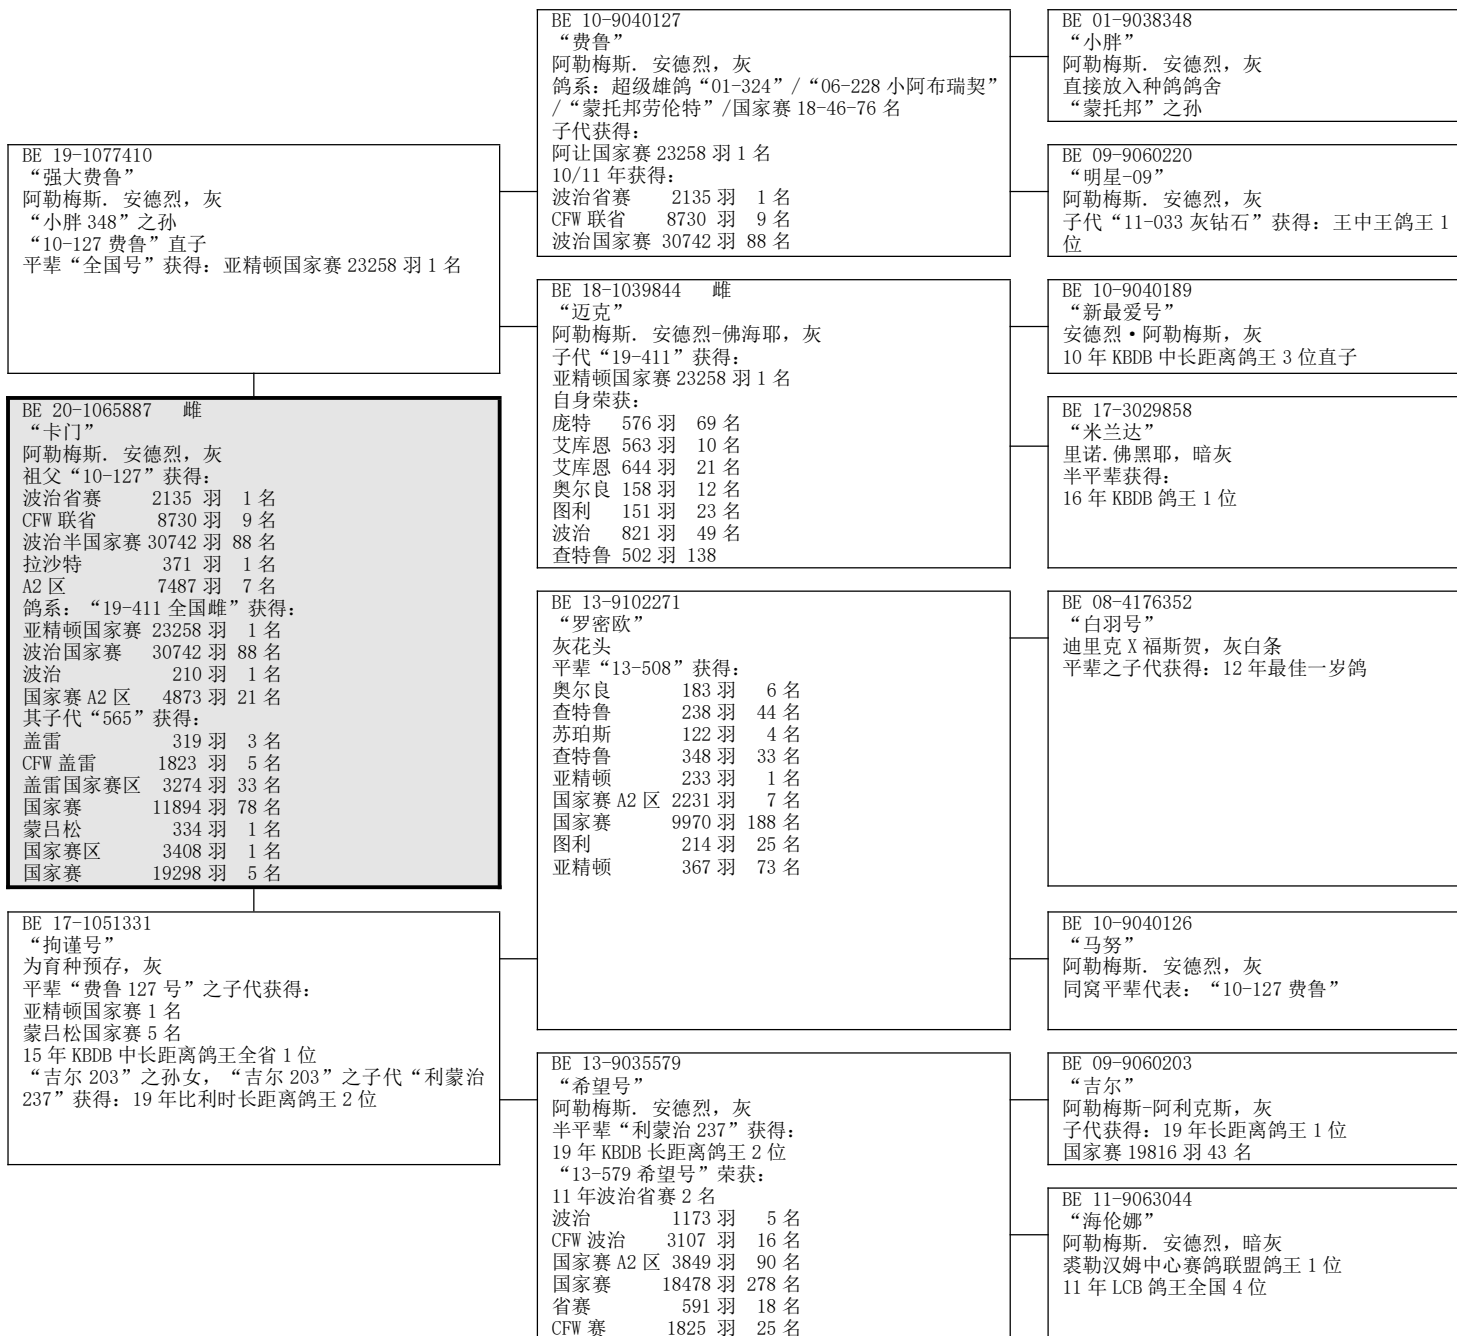 BE 19-1077410
“强大费鲁”
阿勒梅斯. 安德烈，灰
“小胖 348”之孙
“10-127 费鲁”直子
平辈“全国号”获得：亚精顿国家赛 23258 羽 1 名
BE 20-1065887 雌
“卡门”
阿勒梅斯. 安德烈，灰
祖父“10-127”获得：
波治省赛 2135 羽 1 名
CFW 联省 8730 羽 9 名
波治半国家赛 30742 羽 88 名
拉沙特 371 羽 1 名
A2 区 7487 羽 7 名
鸽系：“19-411 全国雌”获得：
亚精顿国家赛 23258 羽 1 名
波治国家赛 30742 羽 88 名
波治 210 羽 1 名
国家赛 A2 区 4873 羽 21 名
其子代“565”获得：
盖雷 319 羽 3 名
CFW 盖雷 1823 羽 5 名
盖雷国家赛区 3274 羽 33 名
国家赛 11894 羽 78 名
蒙吕松 334 羽 1 名
国家赛区 3408 羽 1 名
国家赛 19298 羽 5 名
BE 17-1051331
“拘谨号”
为育种预存，灰
平辈“费鲁 127 号”之子代获得：
亚精顿国家赛 1 名
蒙吕松国家赛 5 名
15 年 KBDB 中长距离鸽王全省 1 位
“吉尔 203”之孙女，“吉尔 203”之子代“利蒙治
237”获得：19 年比利时长距离鸽王 2 位
BE 10-9040127
“费鲁”
阿勒梅斯. 安德烈，灰
鸽系：超级雄鸽“01-324”/“06-228 小阿布瑞契”
/“蒙托邦劳伦特”/国家赛 18-46-76 名
子代获得：
阿让国家赛 23258 羽 1 名
10/11 年获得：
波治省赛 2135 羽 1 名
CFW 联省 8730 羽 9 名
波治国家赛 30742 羽 88 名
BE 18-1039844 雌
“迈克”
阿勒梅斯. 安德烈-佛海耶，灰
子代“19-411”获得：
亚精顿国家赛 23258 羽 1 名
自身荣获：
庞特 576 羽 69 名
艾库恩 563 羽 10 名
艾库恩 644 羽 21 名
奥尔良 158 羽 12 名
图利 151 羽 23 名
波治 821 羽 49 名
查特鲁 502 羽 138
BE 13-9102271
“罗密欧”
灰花头
平辈“13-508”获得：
奥尔良 183 羽 6 名
查特鲁 238 羽 44 名
苏珀斯 122 羽 4 名
查特鲁 348 羽 33 名
亚精顿 233 羽 1 名
国家赛 A2 区 2231 羽 7 名
国家赛 9970 羽 188 名
图利 214 羽 25 名
亚精顿 367 羽 73 名
BE 13-9035579
“希望号”
阿勒梅斯. 安德烈，灰
半平辈“利蒙治 237”获得：
19 年 KBDB 长距离鸽王 2 位
“13-579 希望号”荣获：
11 年波治省赛 2 名
波治 1173 羽 5 名
CFW 波治 3107 羽 16 名
国家赛 A2 区 3849 羽 90 名
国家赛 18478 羽 278 名
省赛 591 羽 18 名
CFW 赛 1825 羽 25 名
BE 01-9038348
“小胖”
阿勒梅斯. 安德烈，灰
直接放入种鸽鸽舍
“蒙托邦”之孙
BE 09-9060220
“明星-09”
阿勒梅斯. 安德烈，灰
子代“11-033 灰钻石”获得：王中王鸽王 1
位
BE 10-9040189
“新最爱号”
安德烈·阿勒梅斯，灰
10 年 KBDB 中长距离鸽王 3 位直子
BE 17-3029858
“米兰达”
里诺.佛黑耶，暗灰
半平辈获得：
16 年 KBDB 鸽王 1 位
BE 08-4176352
“白羽号”
迪里克 X 福斯贺，灰白条
平辈之子代获得：12 年最佳一岁鸽
BE 10-9040126
“马努”
阿勒梅斯. 安德烈，灰
同窝平辈代表：“10-127 费鲁”
BE 09-9060203
“吉尔”
阿勒梅斯-阿利克斯，灰
子代获得：19 年长距离鸽王 1 位
国家赛 19816 羽 43 名
BE 11-9063044
“海伦娜”
阿勒梅斯. 安德烈，暗灰
裘勒汉姆中心赛鸽联盟鸽王 1 位
11 年 LCB 鸽王全国 4 位